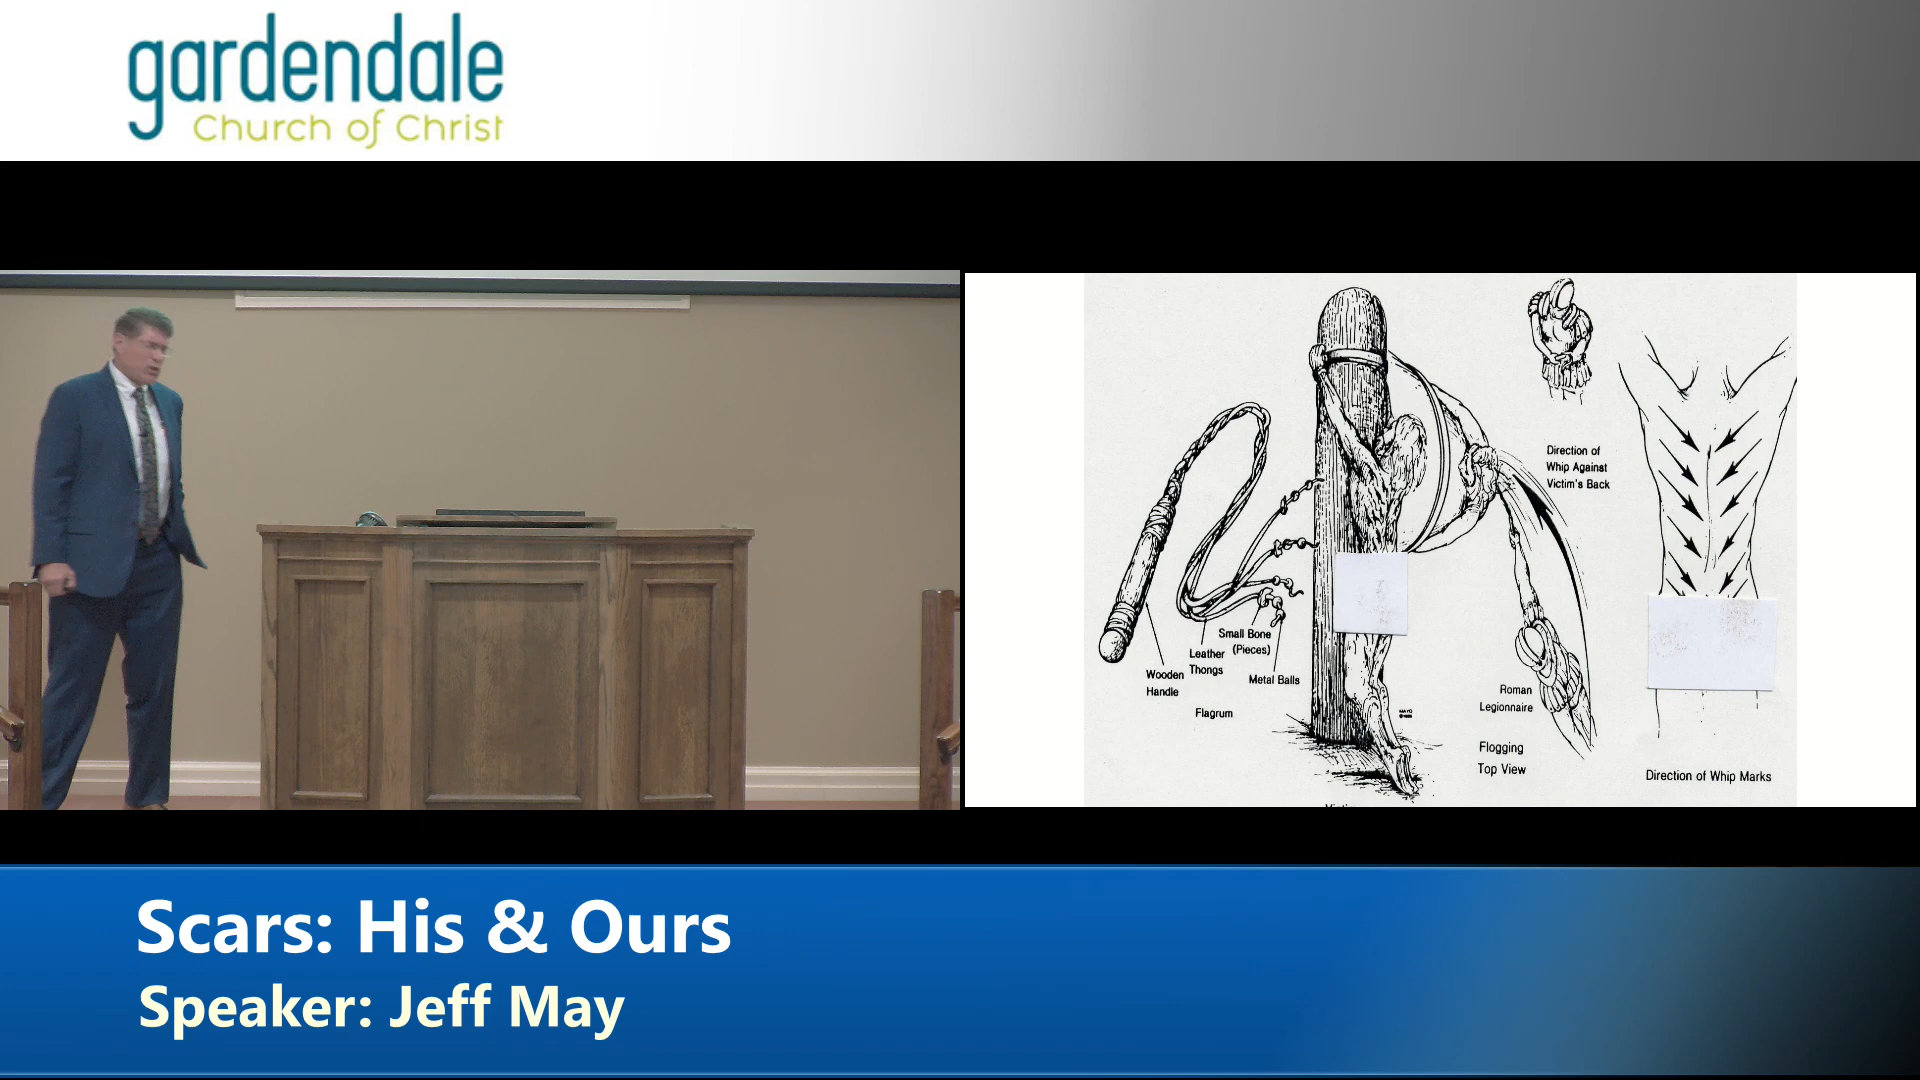 gardendale
Church of Christ
Direction of
Whip Against
Victim's Back
Small Bone
(Pieces)
Leather
Thongs
Metal Balls
Wooden
Handle
Flagrum
Roman
Legionnaire
Flogging
Top View
Direction of Whip Marks
Scars: His & Ours
Speaker: Jeff May